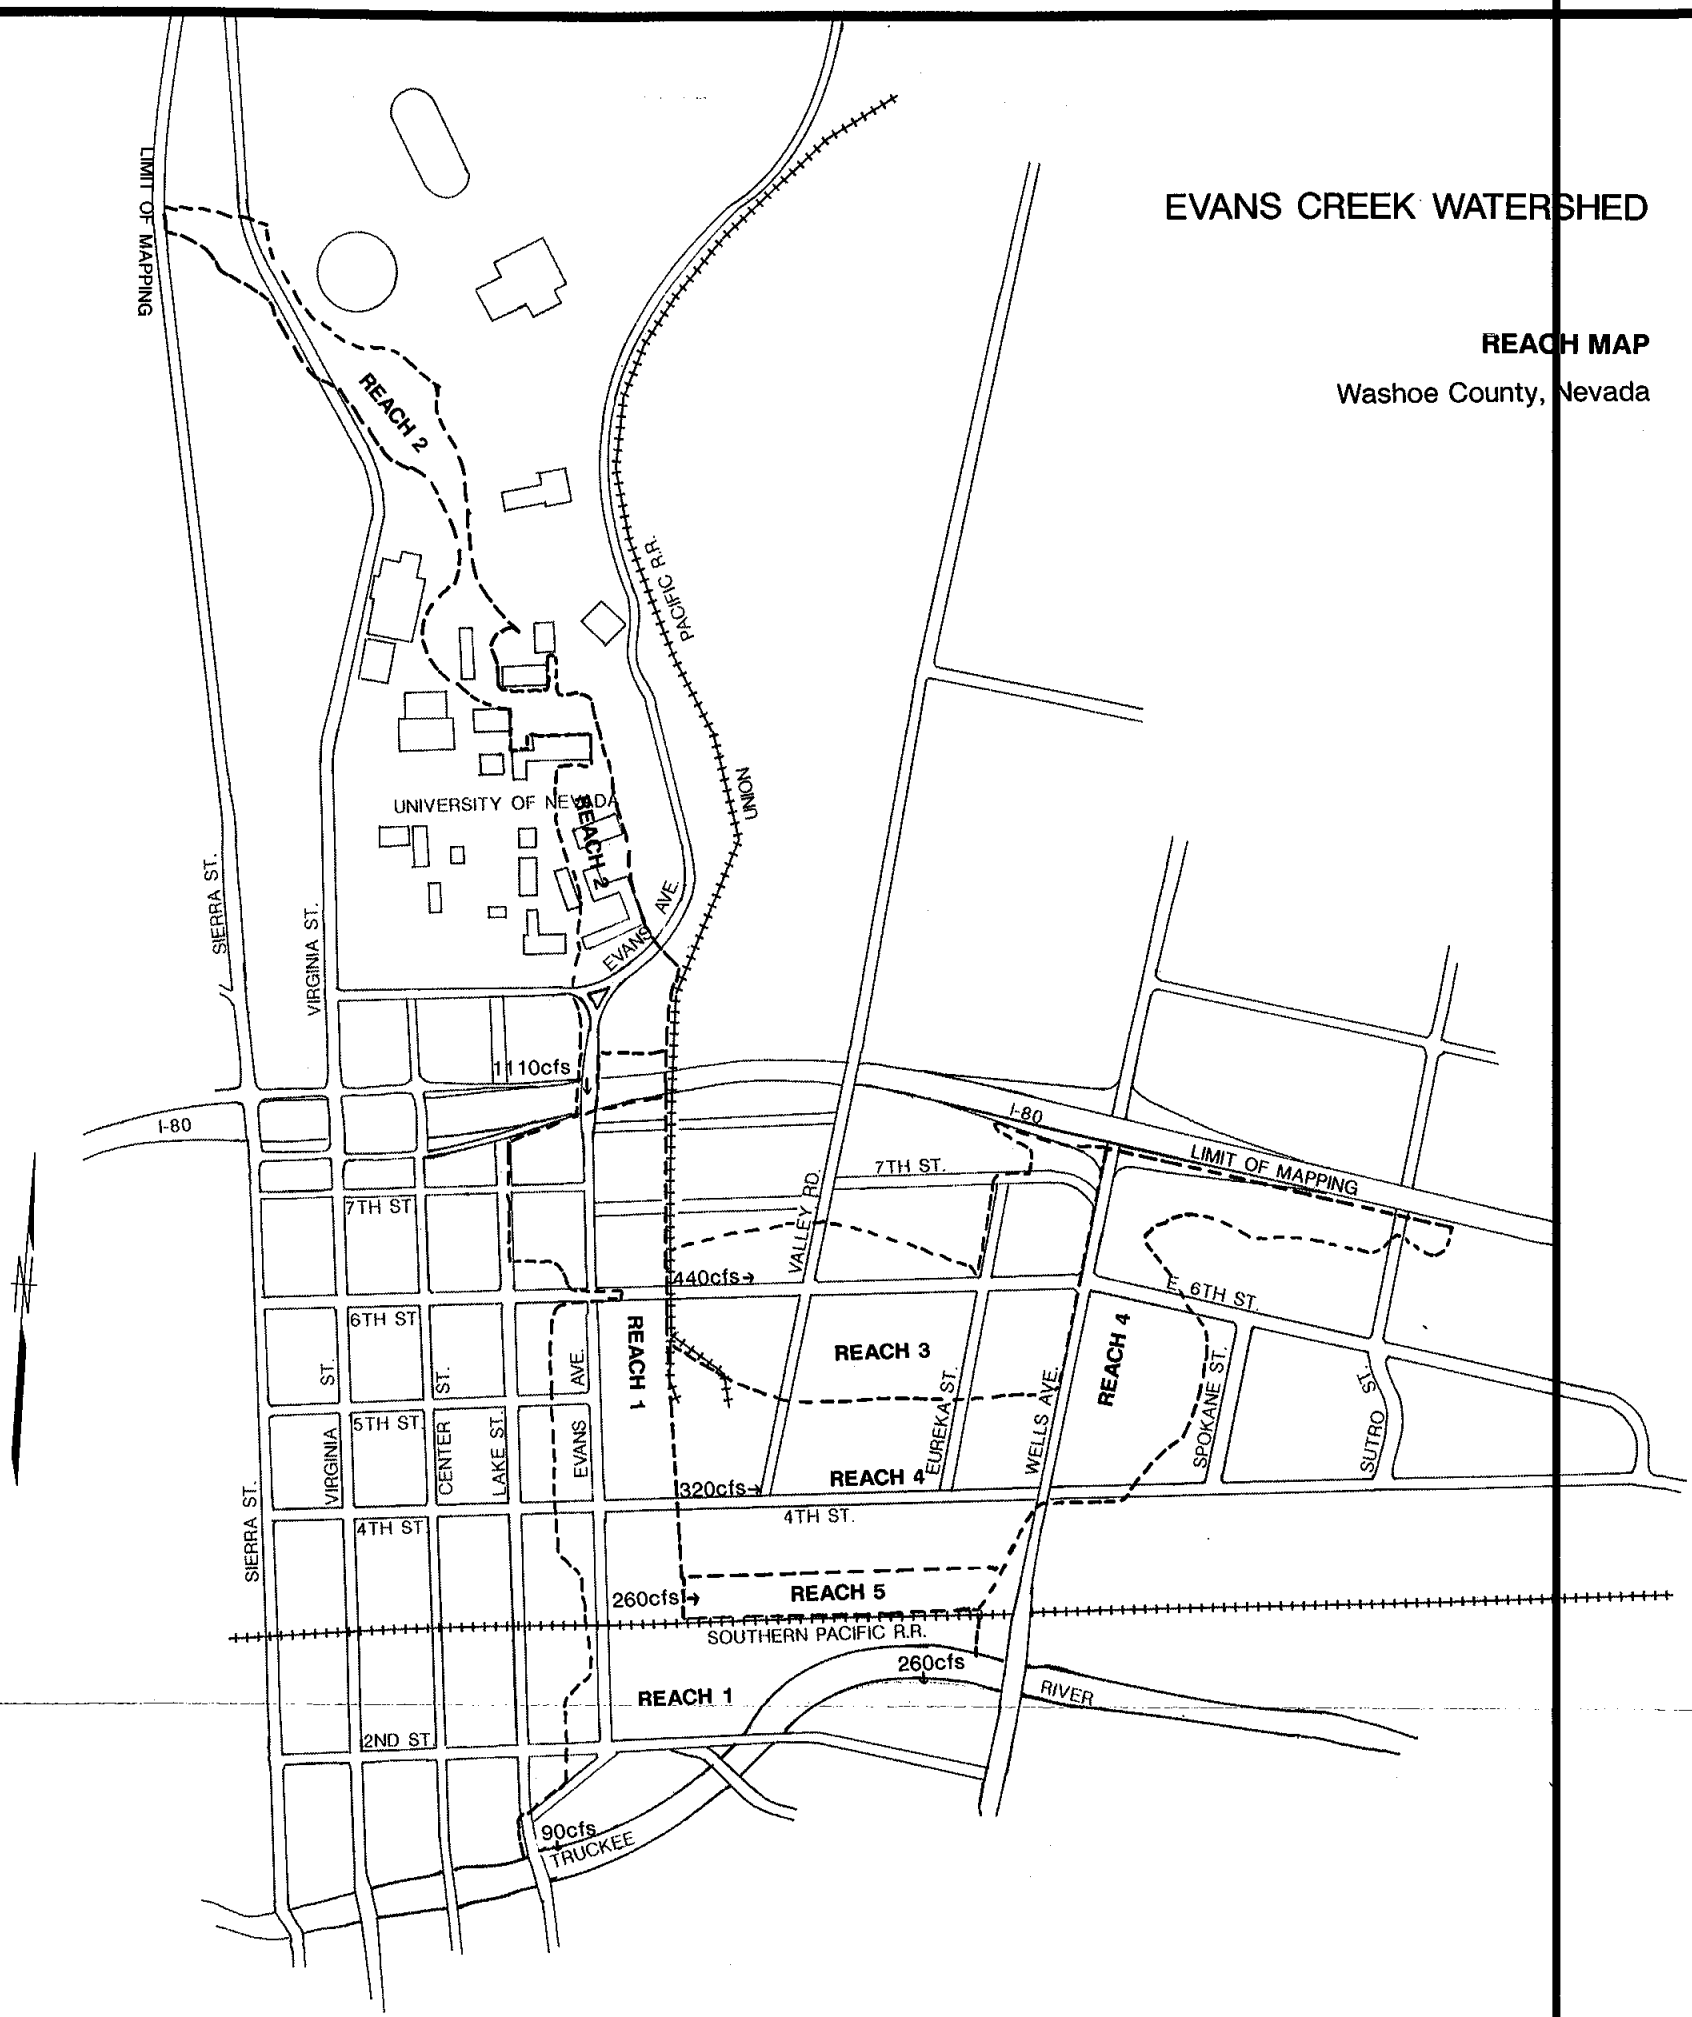 EVANS CREEK WATERSHED
REACH MAP
Washoe County, Nevada
LIMIT OF MAPPING
REACH 2
PACIFIC R.R.
UNION
UNIVERSITY OF NEVADA
REACH 2
SIERRA ST.
VIRGINIA ST.
EVANS AVE.
1110cfs
I-80
I-80
LIMIT OF MAPPING
7TH ST.
7TH ST
VALLEY RD.
440cfs
E. 6TH ST.
6TH ST
REACH 1
REACH 3
REACH 4
VIRGINIA ST.
CENTER ST.
LAKE ST.
EVANS AVE.
EUREKA ST.
WELLS AVE.
SPOKANE ST.
SUTRO ST.
5TH ST
320cfs
REACH 4
4TH ST.
4TH ST
SIERRA ST.
260cfs
REACH 5
SOUTHERN PACIFIC R.R.
260cfs
REACH 1
RIVER
2ND ST
90cfs
TRUCKEE